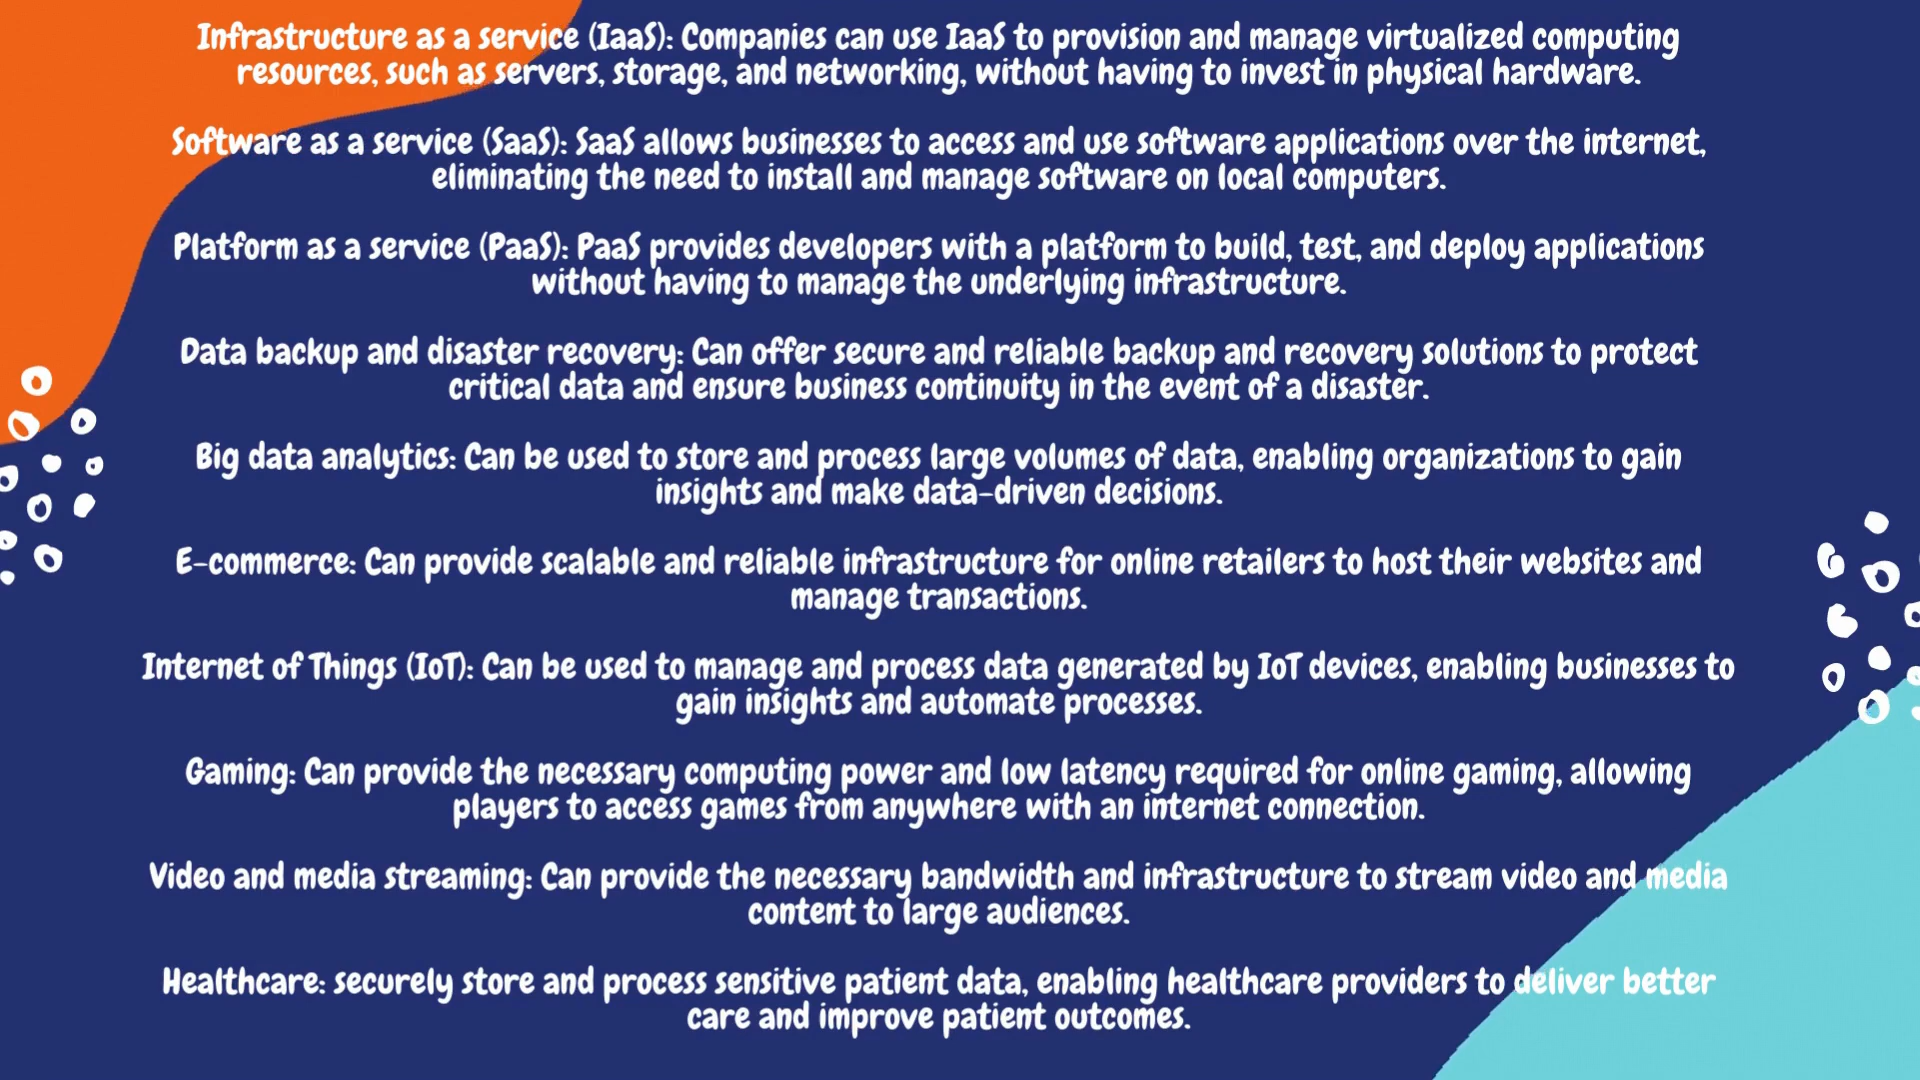 Infrastructure as a service (IaaS): Companies can use IaaS to provision and manage virtualized computing
resources, such as servers, storage, and networking, without having to invest in physical hardware.
Software as a service (SaaS): SaaS allows businesses to access and use software applications over the internet,
eliminating the need to install and manage software on local computers.
Platform as a service (PaaS): PaaS provides developers with a platform to build, test, and deploy applications
without having to manage the underlying infrastructure.
Data backup and disaster recovery: Can offer secure and reliable backup and recovery solutions to protect
critical data and ensure business continuity in the event of a disaster.
Big data analytics: Can be used to store and process large volumes of data, enabling organizations to gain
insights and make data-driven decisions.
E-commerce: Can provide scalable and reliable infrastructure for online retailers to host their websites and
manage transactions.
Internet of Things (IoT): Can be used to manage and process data generated by IoT devices, enabling businesses to
gain insights and automate processes.
Gaming: Can provide the necessary computing power and low latency required for online gaming, allowing
players to access games from anywhere with an internet connection.
Video and media streaming: Can provide the necessary bandwidth and infrastructure to stream video and media
content to large audiences.
Healthcare: securely store and process sensitive patient data, enabling healthcare providers to deliver better
care and improve patient outcomes.